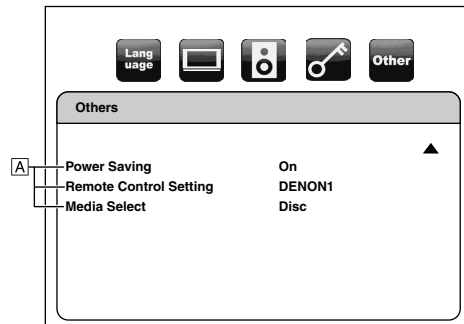 Lang
uage
Other
Others
A
Power Saving On
Remote Control Setting DENON1
Media Select Disc